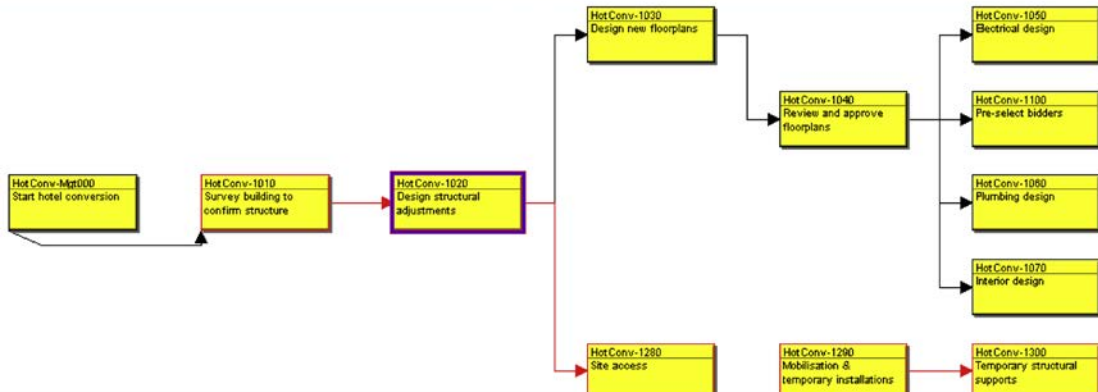 HotConv-1030
Design new floorplans
HotConv-1050
Electrical design
HotConv-1040
Review and approve
floorplans
HotConv-1100
Pre-select bidders
HotConv-Mgt000
Start hotel conversion
HotConv-1010
Survey building to
confirm structure
HotConv-1020
Design structural
adjustments
HotConv-1060
Plumbing design
HotConv-1070
Interior design
HotConv-1280
Site access
HotConv-1290
Mobilisation &
temporary installations
HotConv-1300
Temporary structural
supports